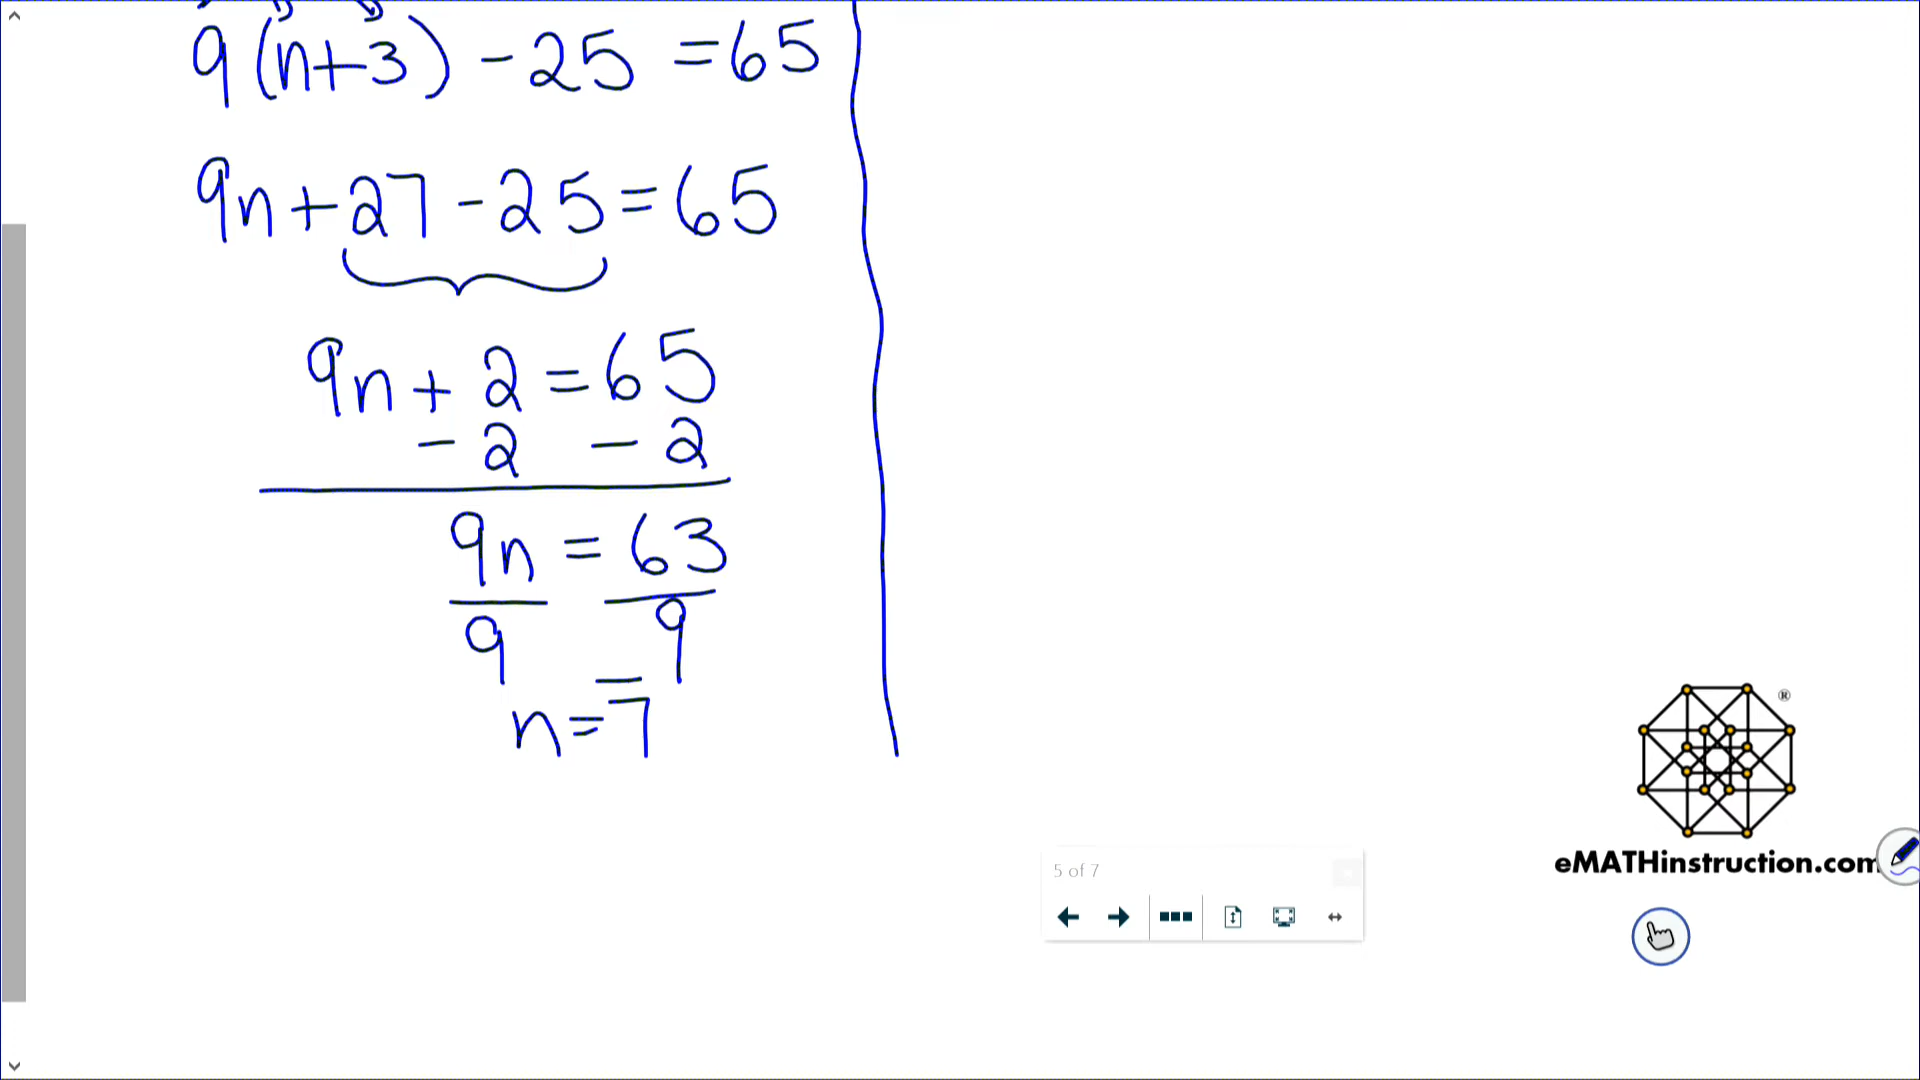 9(n+3) - 25 = 65
9n + 27 - 25 = 65
9n + 2 = 65
- 2 - 2
9n = 63
9 9
n = 7
®
eMATHinstruction.com
5 of 7